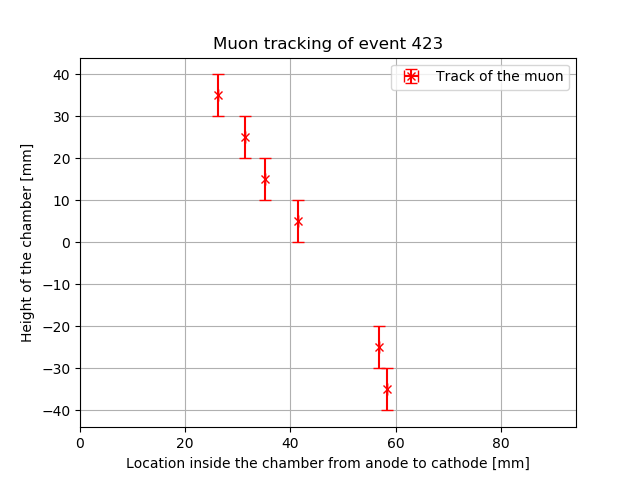 Muon tracking of event 423
Track of the muon
Height of the chamber [mm]
40
30
20
10
0
−10
−20
−30
−40
0 20 40 60 80
Location inside the chamber from anode to cathode [mm]